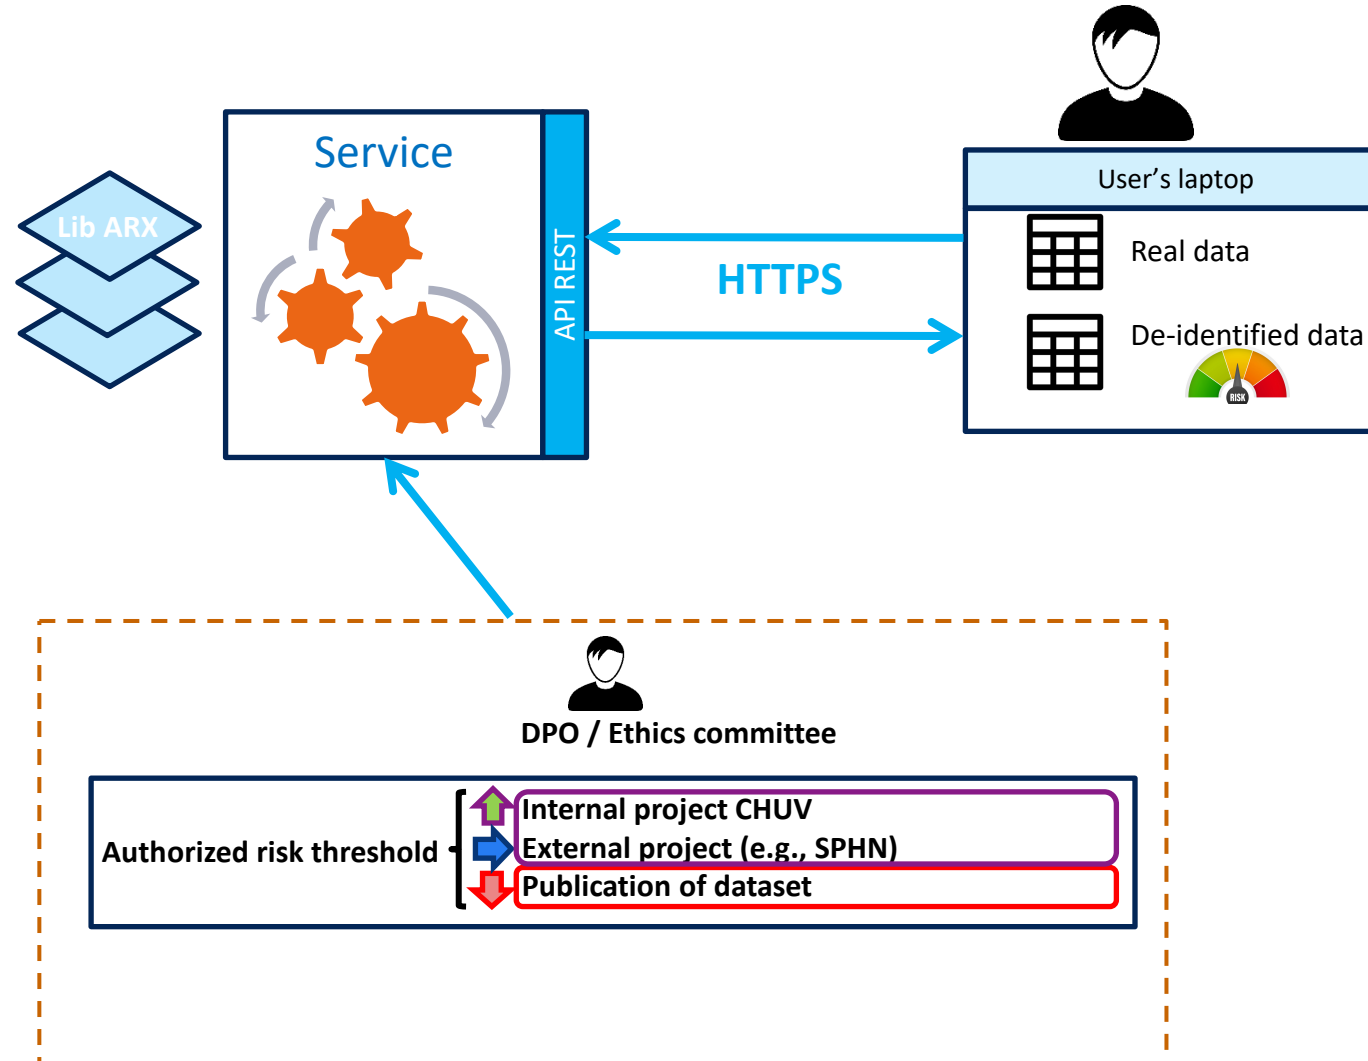 Service
Lib ARX
API REST
HTTPS
User's laptop
Real data
De-identified data
RISK
DPO / Ethics committee
Authorized risk threshold
Internal project CHUV
External project (e.g., SPHN)
Publication of dataset